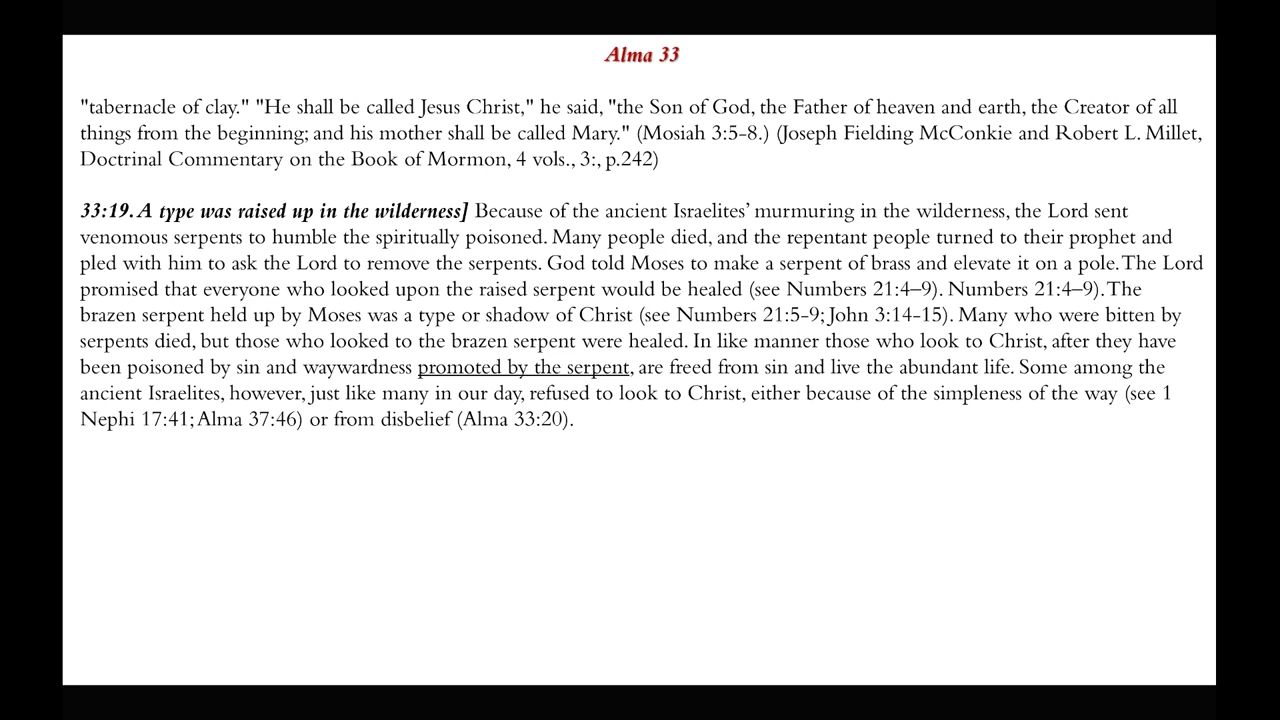 Alma 33
"tabernacle of clay." "He shall be called Jesus Christ," he said, "the Son of God, the Father of heaven and earth, the Creator of all
things from the beginning; and his mother shall be called Mary." (Mosiah 3:5-8.) (Joseph Fielding McConkie and Robert L. Millet,
Doctrinal Commentary on the Book of Mormon, 4 vols., 3:, p.242)
33:19. A type was raised up in the wilderness] Because of the ancient Israelites’ murmuring in the wilderness, the Lord sent
venomous serpents to humble the spiritually poisoned. Many people died, and the repentant people turned to their prophet and
pled with him to ask the Lord to remove the serpents. God told Moses to make a serpent of brass and elevate it on a pole. The Lord
promised that everyone who looked upon the raised serpent would be healed (see Numbers 21:4–9). Numbers 21:4–9). The
brazen serpent held up by Moses was a type or shadow of Christ (see Numbers 21:5-9; John 3:14-15). Many who were bitten by
serpents died, but those who looked to the brazen serpent were healed. In like manner those who look to Christ, after they have
been poisoned by sin and waywardness promoted by the serpent, are freed from sin and live the abundant life. Some among the
ancient Israelites, however, just like many in our day, refused to look to Christ, either because of the simpleness of the way (see 1
Nephi 17:41; Alma 37:46) or from disbelief (Alma 33:20).